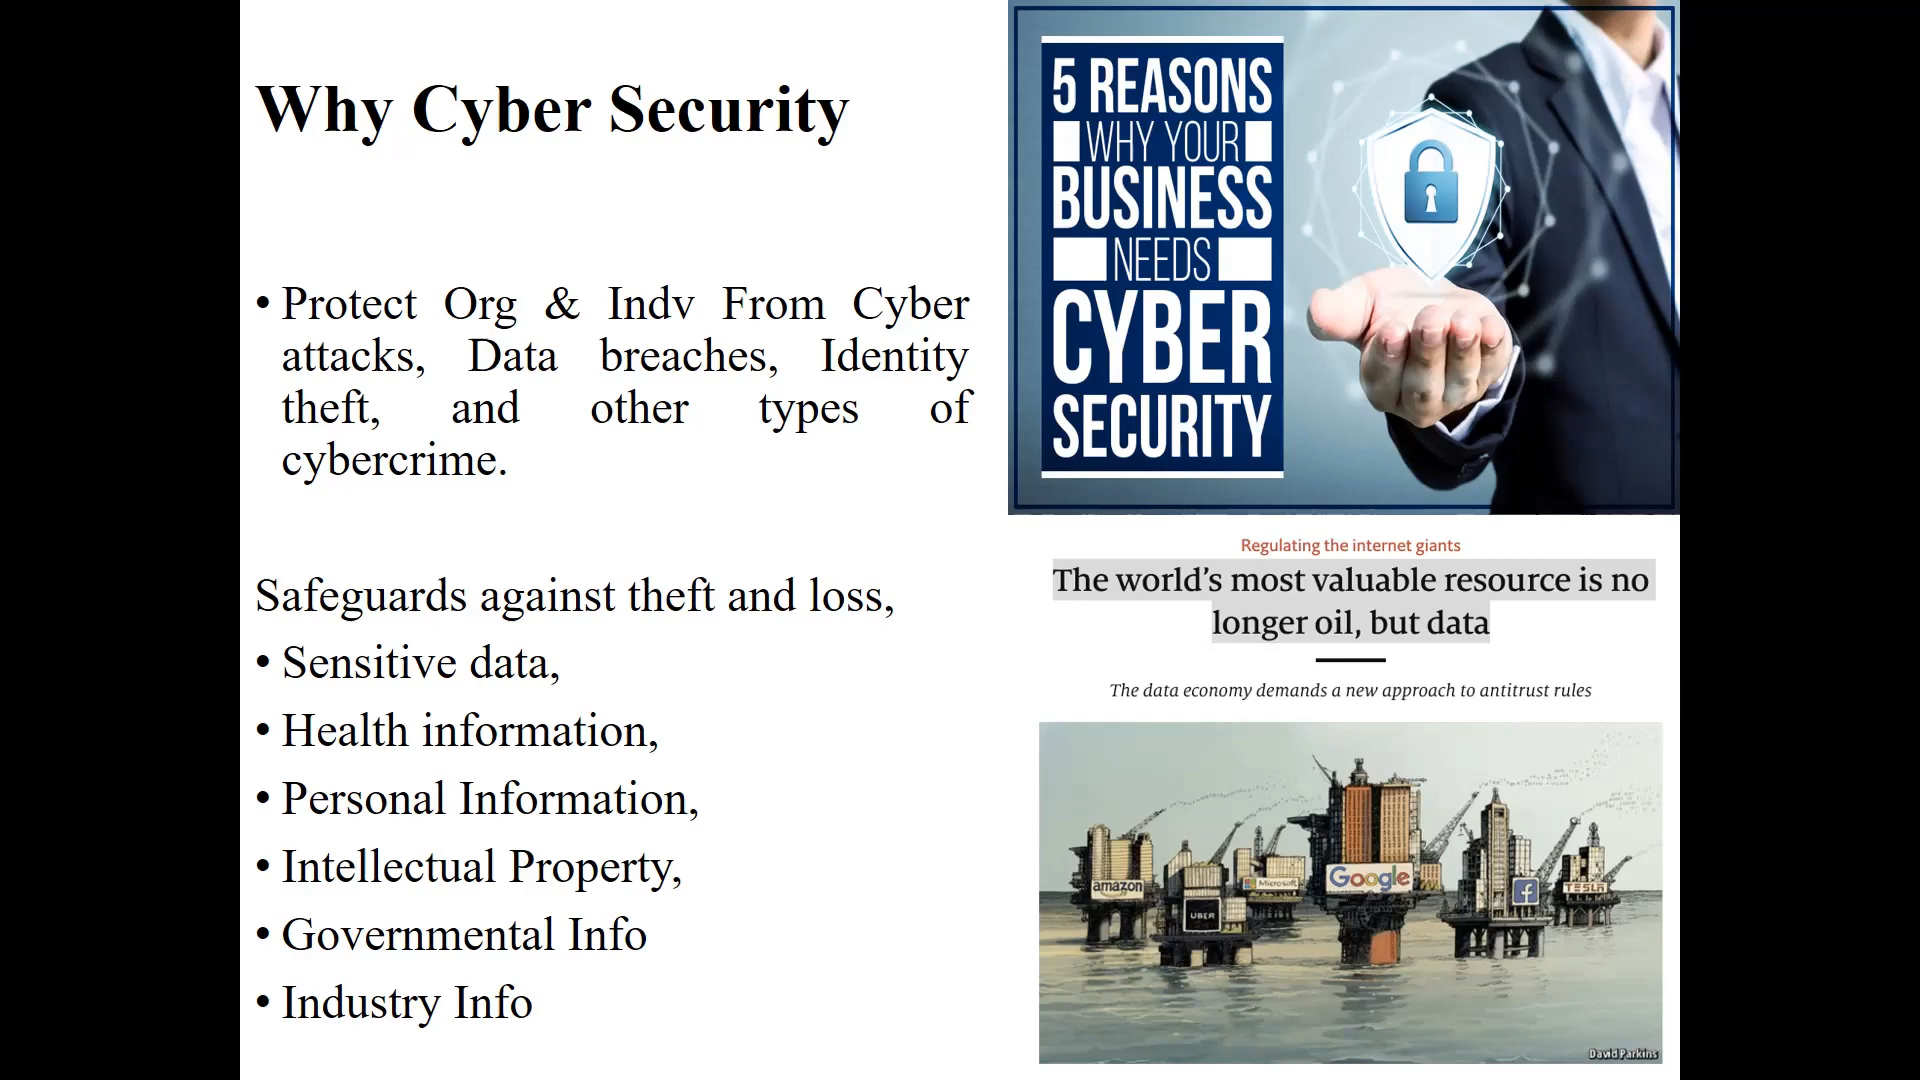 Why Cyber Security
• Protect Org & Indv From Cyber
attacks, Data breaches, Identity
theft, and other types of
cybercrime.
Safeguards against theft and loss,
• Sensitive data,
• Health information,
• Personal Information,
• Intellectual Property,
• Governmental Info
• Industry Info
5 REASONS
WHY YOUR
BUSINESS
NEEDS
CYBER
SECURITY
Regulating the internet giants
The world’s most valuable resource is no
longer oil, but data
The data economy demands a new approach to antitrust rules
amazon
UBER
Microsoft
Google
f
TESLA
David Parkins